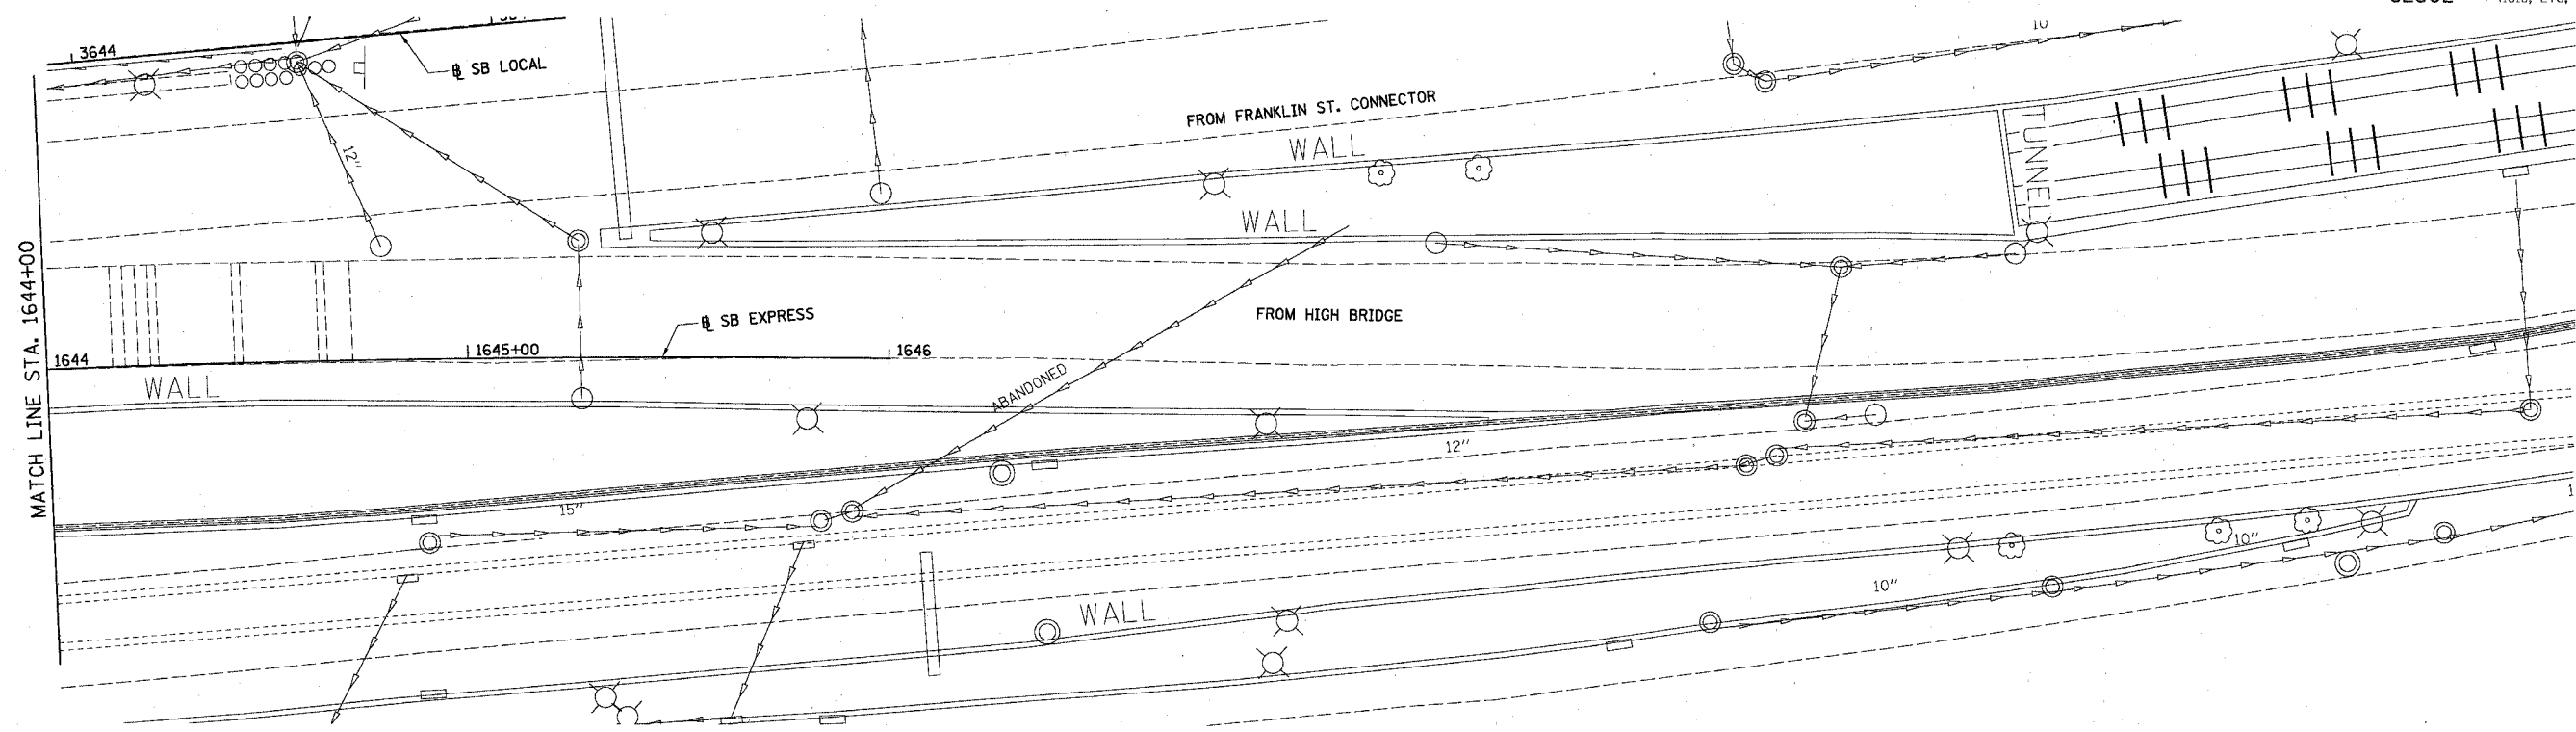 3644
SB LOCAL
10
FROM FRANKLIN ST. CONNECTOR
WALL
12"
TUNNEL
WALL
MATCH LINE STA. 1644+00
SB EXPRESS
FROM HIGH BRIDGE
1644
1645+00
1646
WALL
ABANDONED
12"
15"
10"
10"
WALL